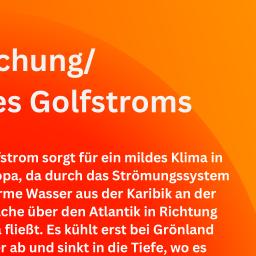 chung/
es Golfstroms
fstrom sorgt für ein mildes Klima in
opa, da durch das Strömungssystem
rme Wasser aus der Karibik an der
che über den Atlantik in Richtung
fließt. Es kühlt erst bei Grönland
r ab und sinkt in die Tiefe, wo es